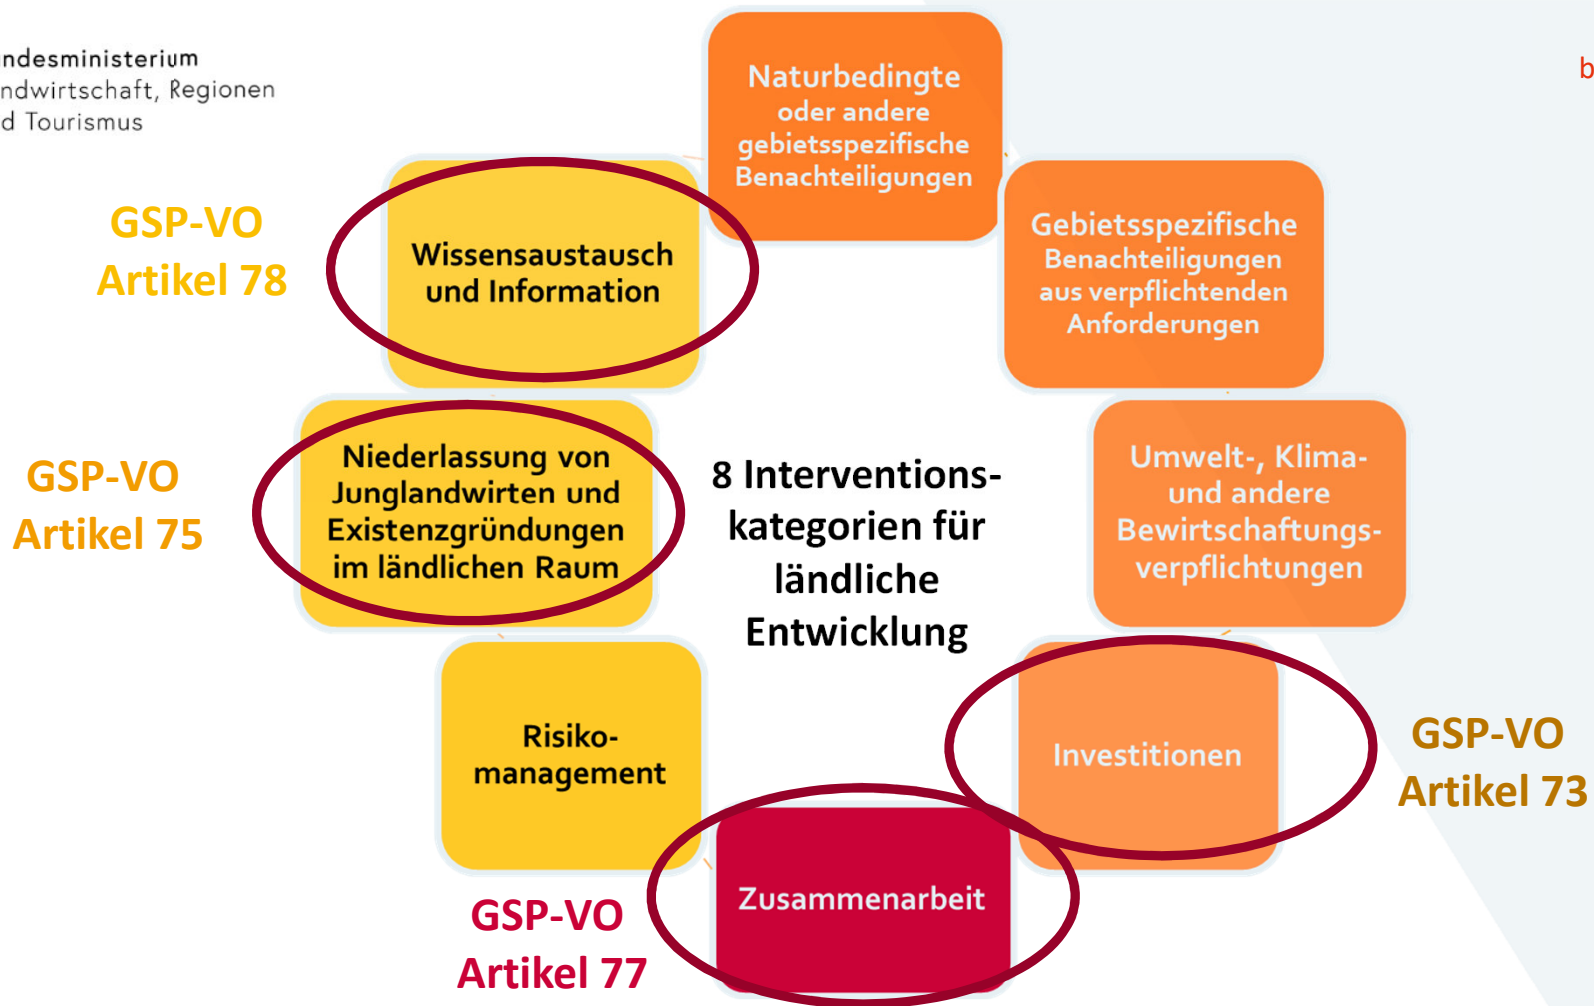 ndesministerium
ndwirtschaft, Regionen
d Tourismus
b
Naturbedingte
oder andere
gebietsspezifische
Benachteiligungen
GSP-VO
Artikel 78
Wissensaustausch
und Information
Gebietsspezifische
Benachteiligungen
aus verpflichtenden
Anforderungen
GSP-VO
Artikel 75
Niederlassung von
Junglandwirten und
Existenzgründungen
im ländlichen Raum
8 Interventions-
kategorien für
ländliche
Entwicklung
Umwelt-, Klima-
und andere
Bewirtschaftungs-
verpflichtungen
Risiko-
management
Investitionen
GSP-VO
Artikel 73
Zusammenarbeit
GSP-VO
Artikel 77